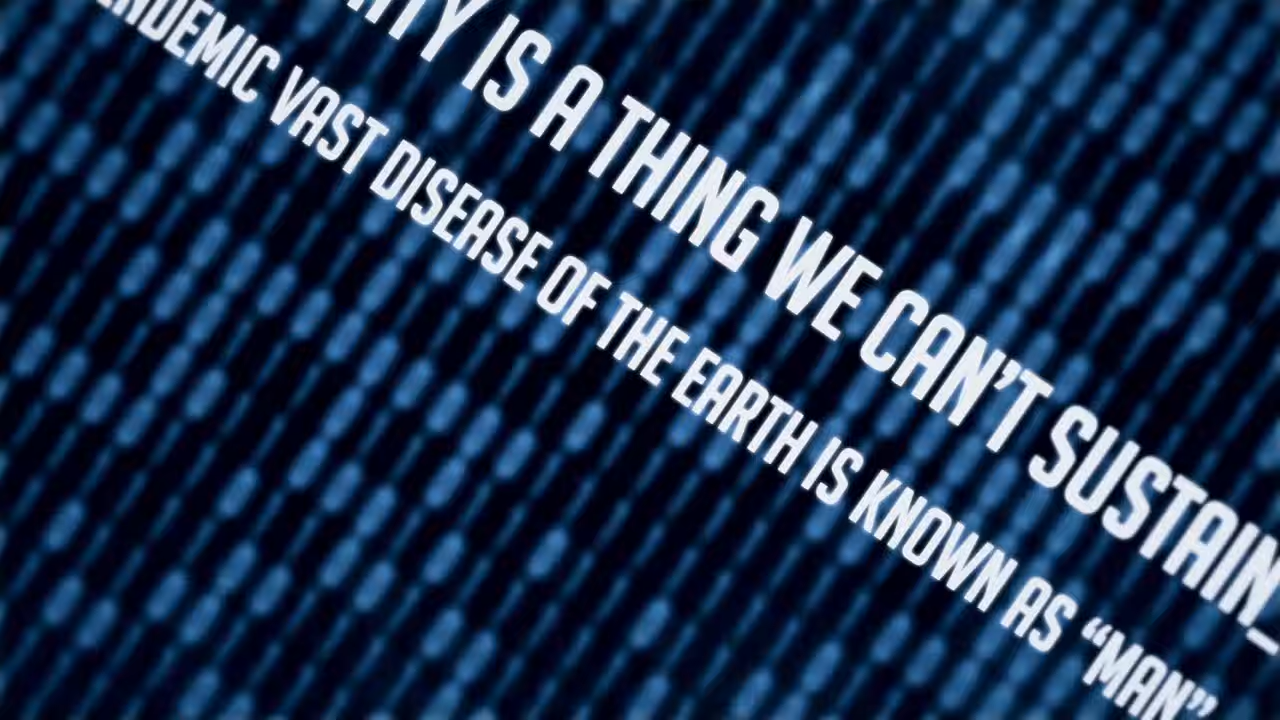 IS A THING WE CAN'T SUSTAIN_
VAST DISEASE OF THE EARTH IS KNOWN AS “MAN”